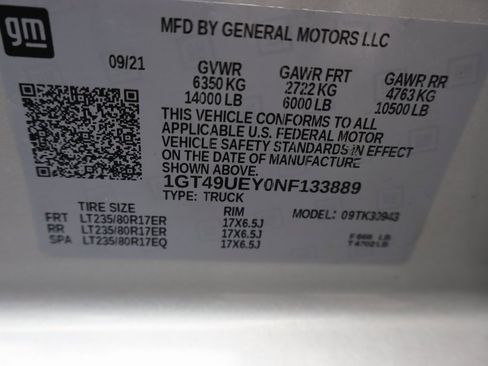 gm
MFD BY GENERAL MOTORS LLC
09/21 GVWR GAWR FRT GAWR RR
6350 KG 2722 KG 4763 KG
14000 LB 6000 LB 10500 LB
THIS VEHICLE CONFORMS TO ALL
APPLICABLE U.S. FEDERAL MOTOR
VEHICLE SAFETY STANDARDS IN EFFECT
ON THE DATE OF MANUFACTURE
SHOWN ABOVE.
1GT49UEY0NF133889
TYPE: TRUCK
TIRE SIZE RIM MODEL:
FRT LT235/80R17ER 17X6.5J
RR LT235/80R17ER 17X6.5J
SPA LT235/80R17EQ 17X6.5J